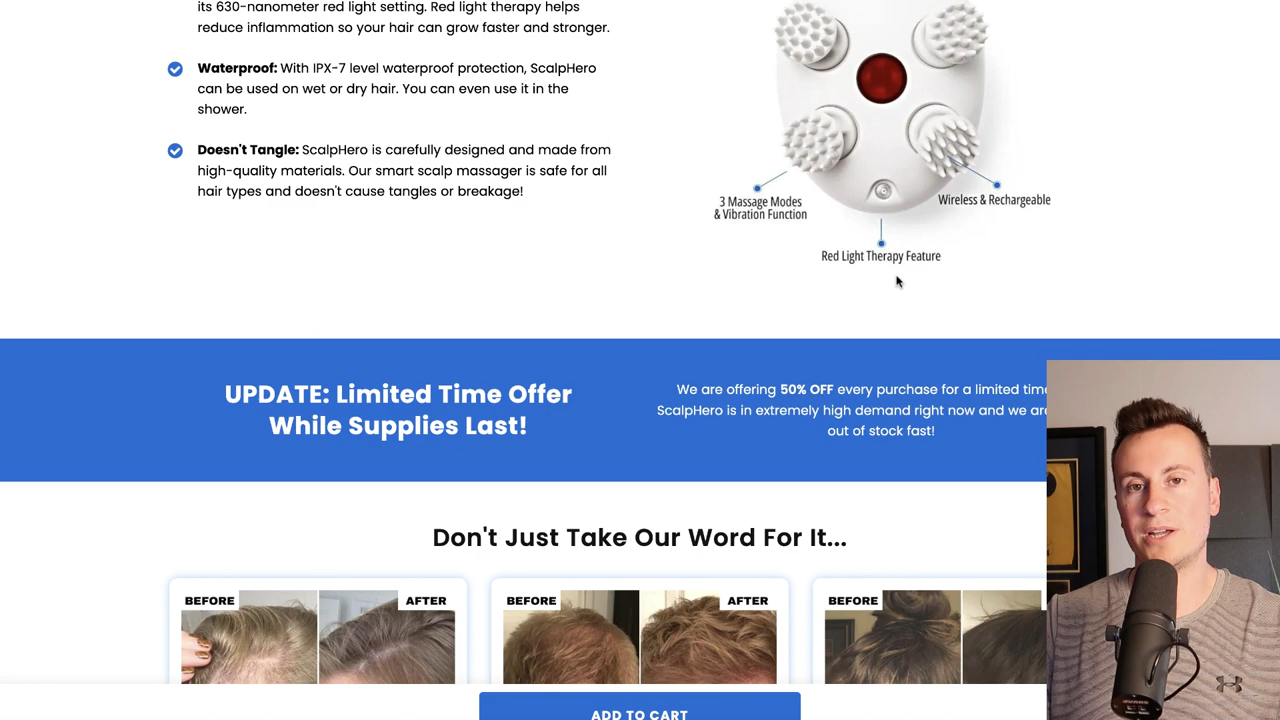 its 630-nanometer red light setting. Red light therapy helps
reduce inflammation so your hair can grow faster and stronger.
Waterproof: With IPX-7 level waterproof protection, ScalpHero
can be used on wet or dry hair. You can even use it in the
shower.
Doesn't Tangle: ScalpHero is carefully designed and made from
high-quality materials. Our smart scalp massager is safe for all
hair types and doesn't cause tangles or breakage!
3 Massage Modes
& Vibration Function
Wireless & Rechargeable
Red Light Therapy Feature
UPDATE: Limited Time Offer
While Supplies Last!
We are offering 50% OFF every purchase for a limited time
ScalpHero is in extremely high demand right now and we are
out of stock fast!
Don't Just Take Our Word For It...
BEFORE
AFTER
BEFORE
AFTER
BEFORE
ADD TO CART